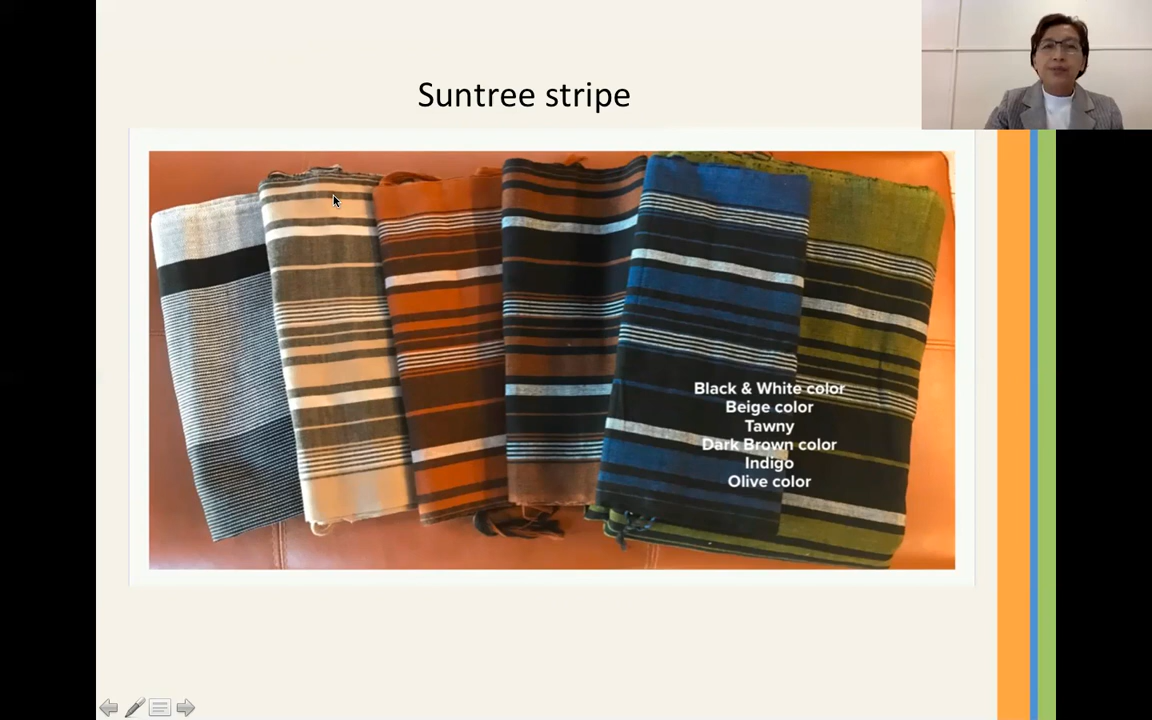 Suntree stripe
Black & White color
Beige color
Tawny
Dark Brown color
Indigo
Olive color